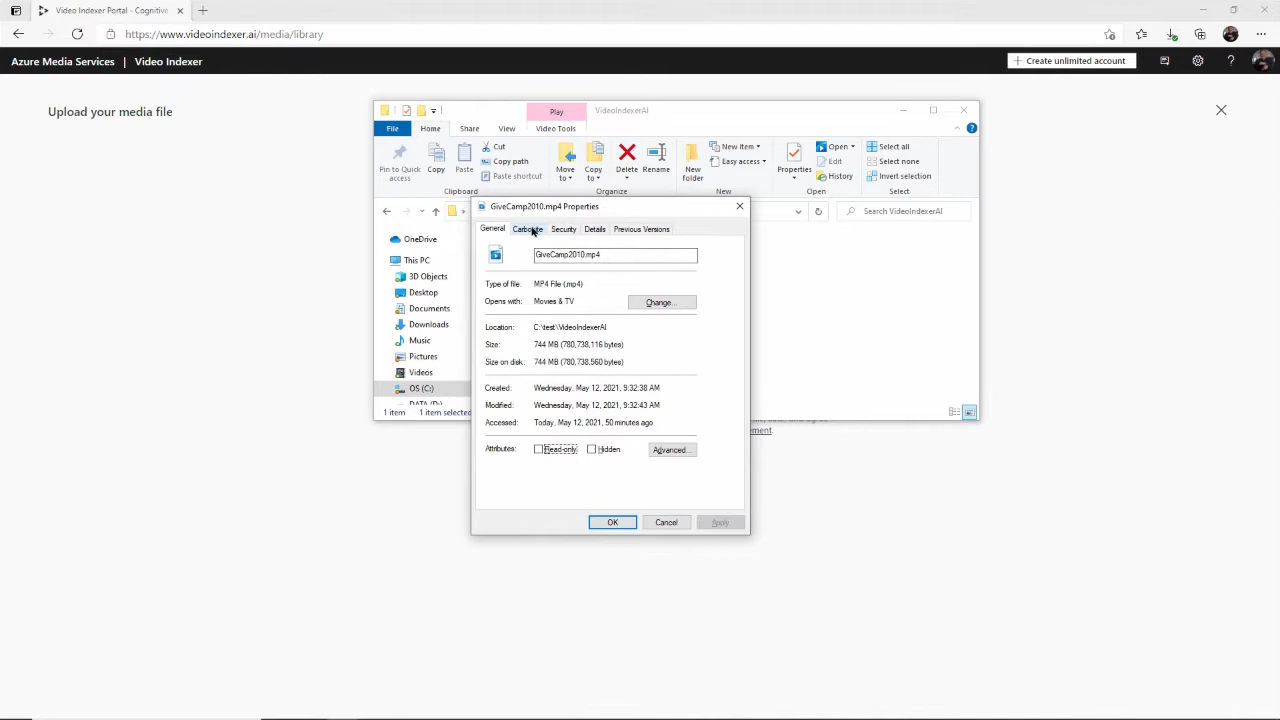 Video Indexer Portal - Cognitive
https://www.videoindexer.ai/media/library
Azure Media Services | Video Indexer
Create unlimited account
Upload your media file
Play
VideoIndexerAI
File
Home
Share
View
Video Tools
Pin to Quick access
Copy
Paste
Cut
Copy path
Paste shortcut
Move to
Copy to
Delete
Rename
New folder
New item
Easy access
Properties
Open
Edit
History
Select all
Select none
Invert selection
Clipboard
Organize
New
Open
Select
Search VideoIndexerAI
OneDrive
This PC
3D Objects
Desktop
Documents
Downloads
Music
Pictures
Videos
OS (C:)
1 item
1 item selected
GiveCamp2010.mp4 Properties
General
Security
Details
Previous Versions
GiveCamp2010.mp4
Type of file: MP4 File (.mp4)
Opens with: Movies & TV
Change...
Location: C:\test\VideoIndexerAI
Size: 744 MB (780,738,116 bytes)
Size on disk: 744 MB (780,738,560 bytes)
Created: Wednesday, May 12, 2021, 9:32:38 AM
Modified: Wednesday, May 12, 2021, 9:32:43 AM
Accessed: Today, May 12, 2021, 50 minutes ago
Attributes: Read-only Hidden
Advanced...
OK
Cancel
Apply